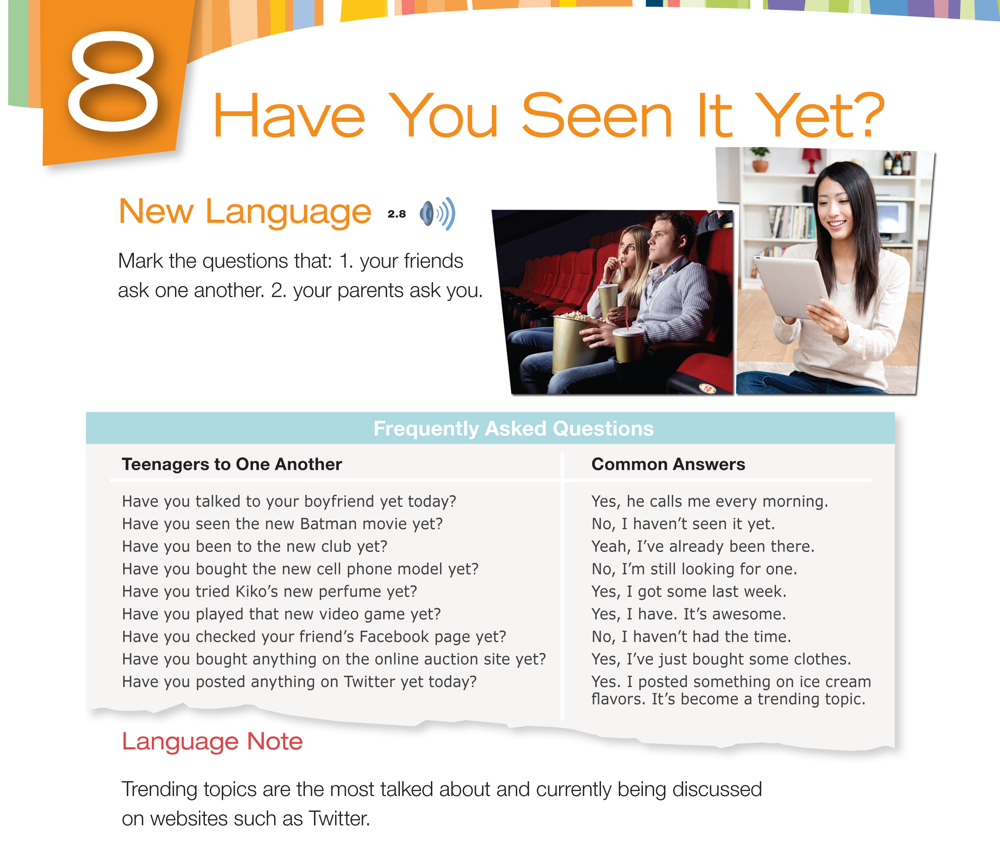 8
Have You Seen It Yet?
New Language 2.8
Mark the questions that: 1. your friends
ask one another. 2. your parents ask you.
10
Frequently Asked Questions
Teenagers to One Another
Have you talked to your boyfriend yet today?
Have you seen the new Batman movie yet?
Have you been to the new club yet?
Have you bought the new cell phone model yet?
Have you tried Kiko’s new perfume yet?
Have you played that new video game yet?
Have you checked your friend’s Facebook page yet?
Have you bought anything on the online auction site yet?
Have you posted anything on Twitter yet today?
Common Answers
Yes, he calls me every morning.
No, I haven’t seen it yet.
Yeah, I’ve already been there.
No, I’m still looking for one.
Yes, I got some last week.
Yes, I have. It’s awesome.
No, I haven’t had the time.
Yes, I’ve just bought some clothes.
Yes. I posted something on ice cream
flavors. It’s become a trending topic.
Language Note
Trending topics are the most talked about and currently being discussed
on websites such as Twitter.